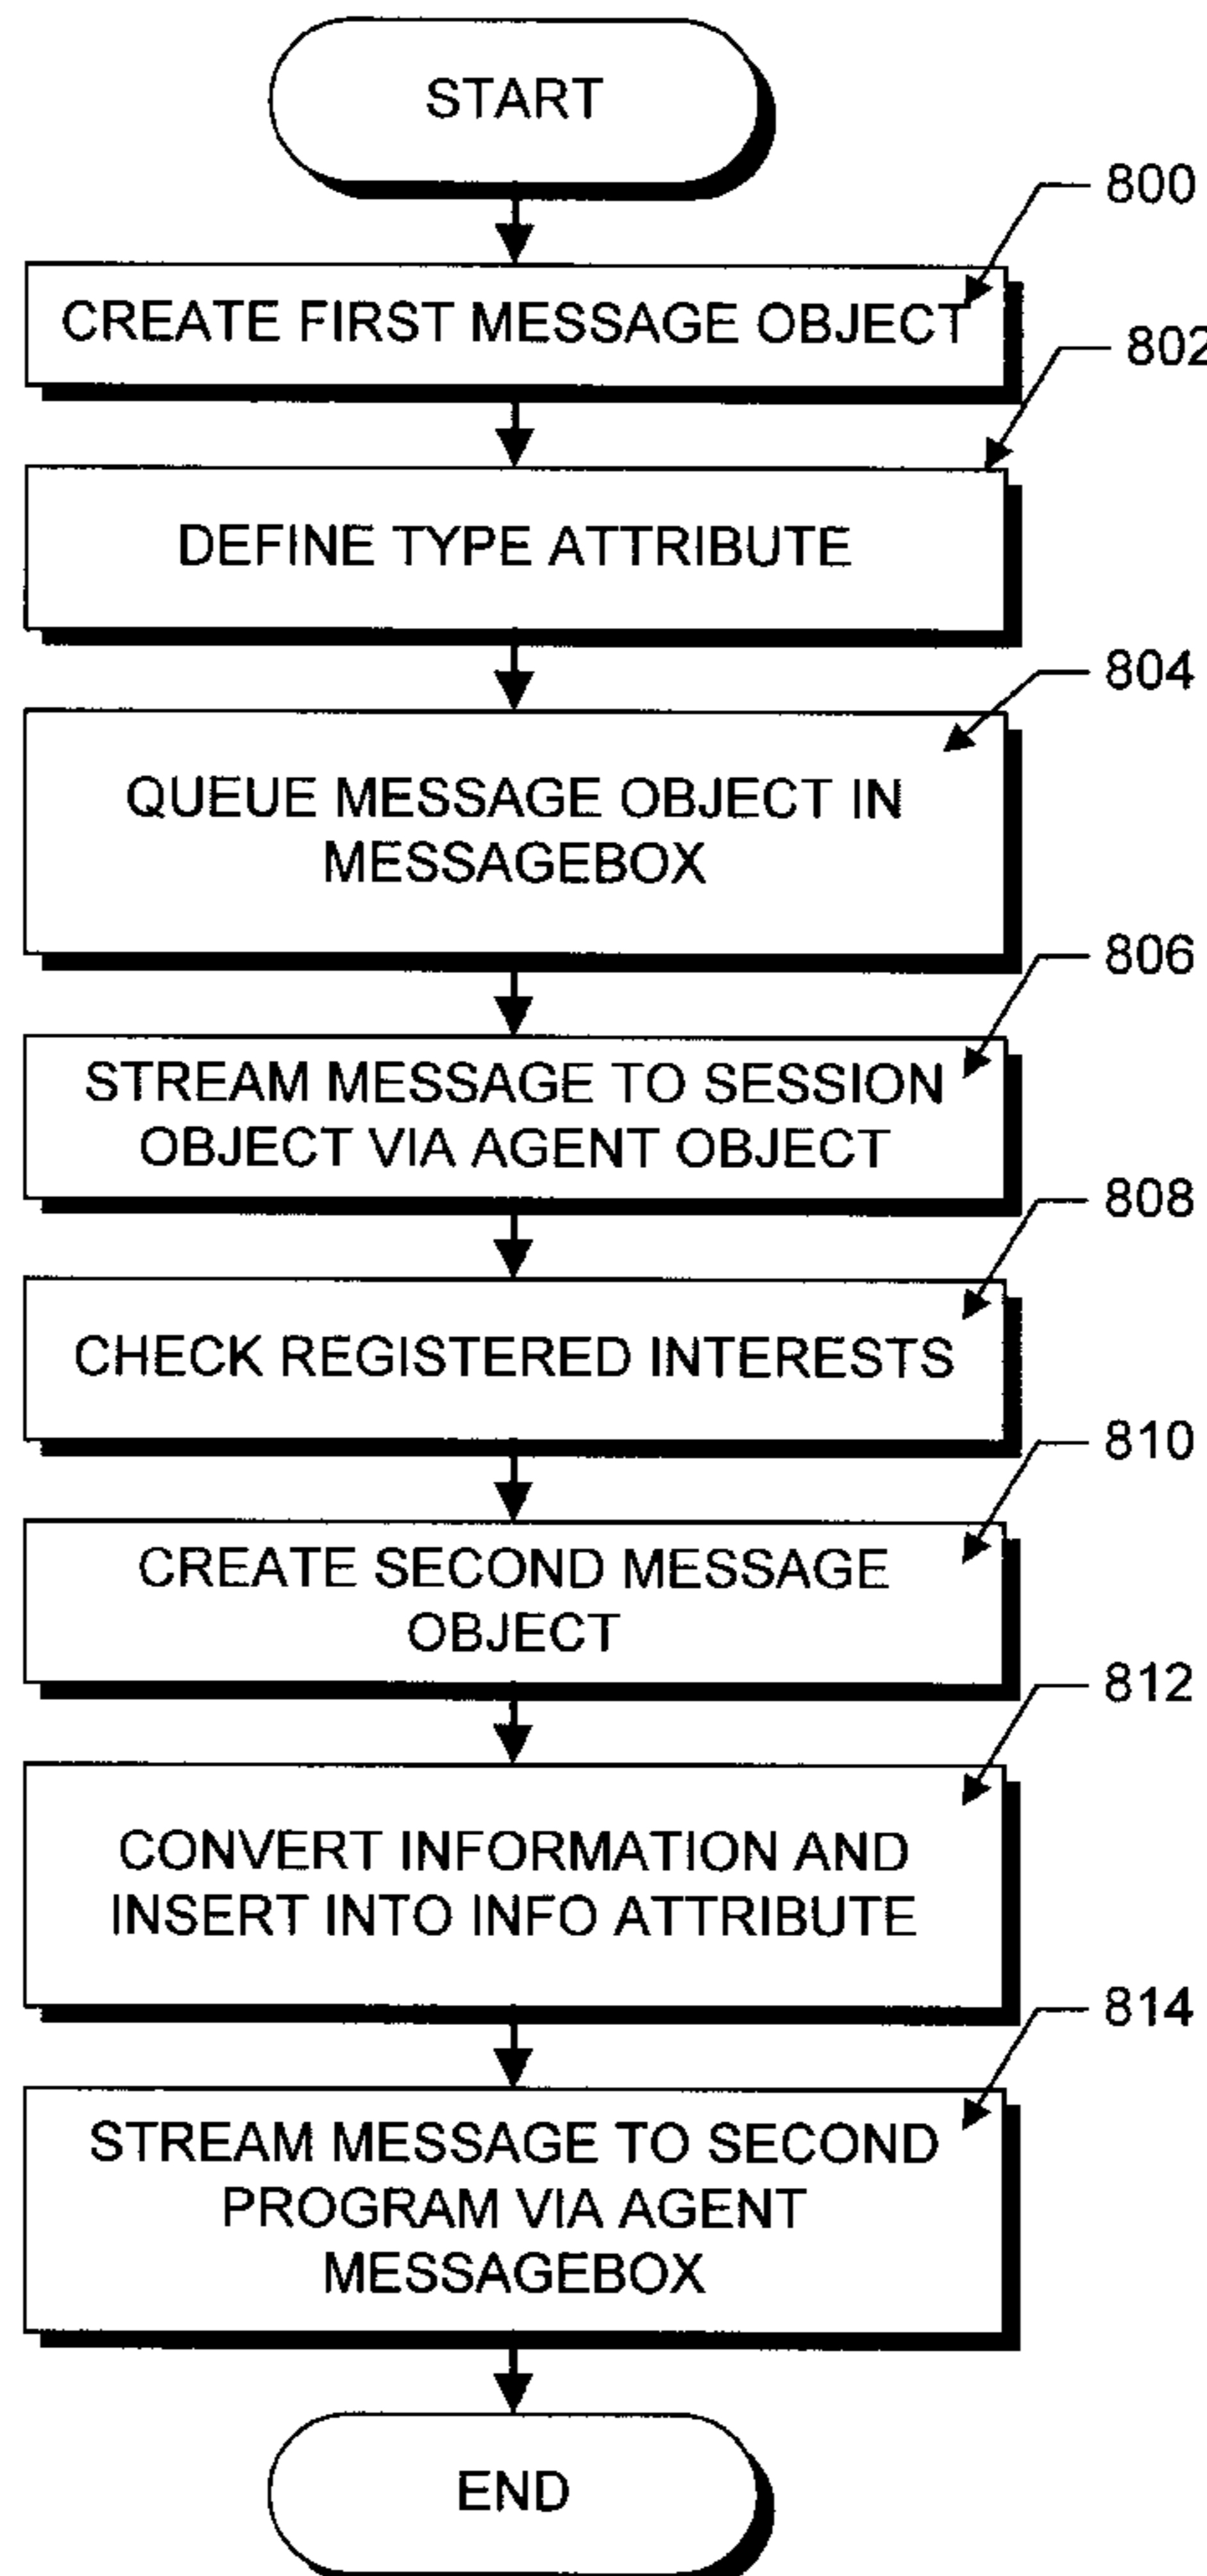 START
800
CREATE FIRST MESSAGE OBJECT
802
DEFINE TYPE ATTRIBUTE
804
QUEUE MESSAGE OBJECT IN
MESSAGEBOX
806
STREAM MESSAGE TO SESSION
OBJECT VIA AGENT OBJECT
808
CHECK REGISTERED INTERESTS
810
CREATE SECOND MESSAGE
OBJECT
812
CONVERT INFORMATION AND
INSERT INTO INFO ATTRIBUTE
814
STREAM MESSAGE TO SECOND
PROGRAM VIA AGENT
MESSAGEBOX
END